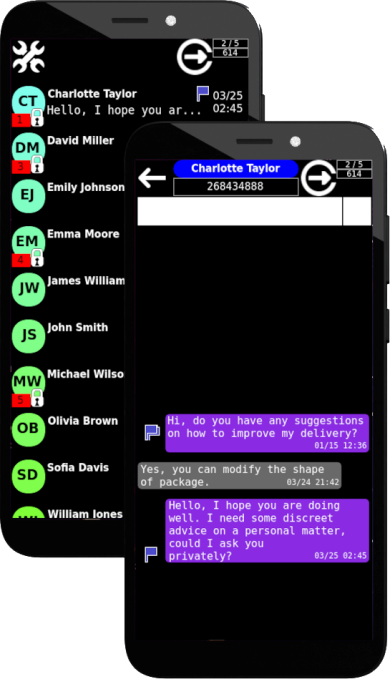 2 / 5
614
CT
Charlotte Taylor
03/25
Hello, I hope you ar...
02:45
1
DM
David Miller
3
EJ
Emily Johnson
EM
Emma Moore
4
JW
James William
JS
John Smith
MW
Michael Wilso
5
OB
Olivia Brown
SD
Sofia Davis
William Jones
Charlotte Taylor
268434888
2 / 5
614
Hi, do you have any suggestions
on how to improve my delivery?
01/15 12:36
Yes, you can modify the shape
of package.
03/24 21:42
Hello, I hope you are doing
well. I need some discreet
advice on a personal matter,
could I ask you
privately?
03/25 02:45